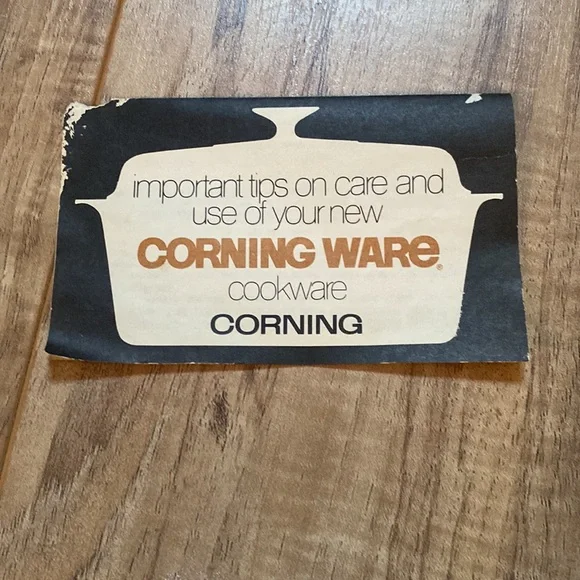 important tips on care and
use of your new
CORNING WARE®
cookware
CORNING